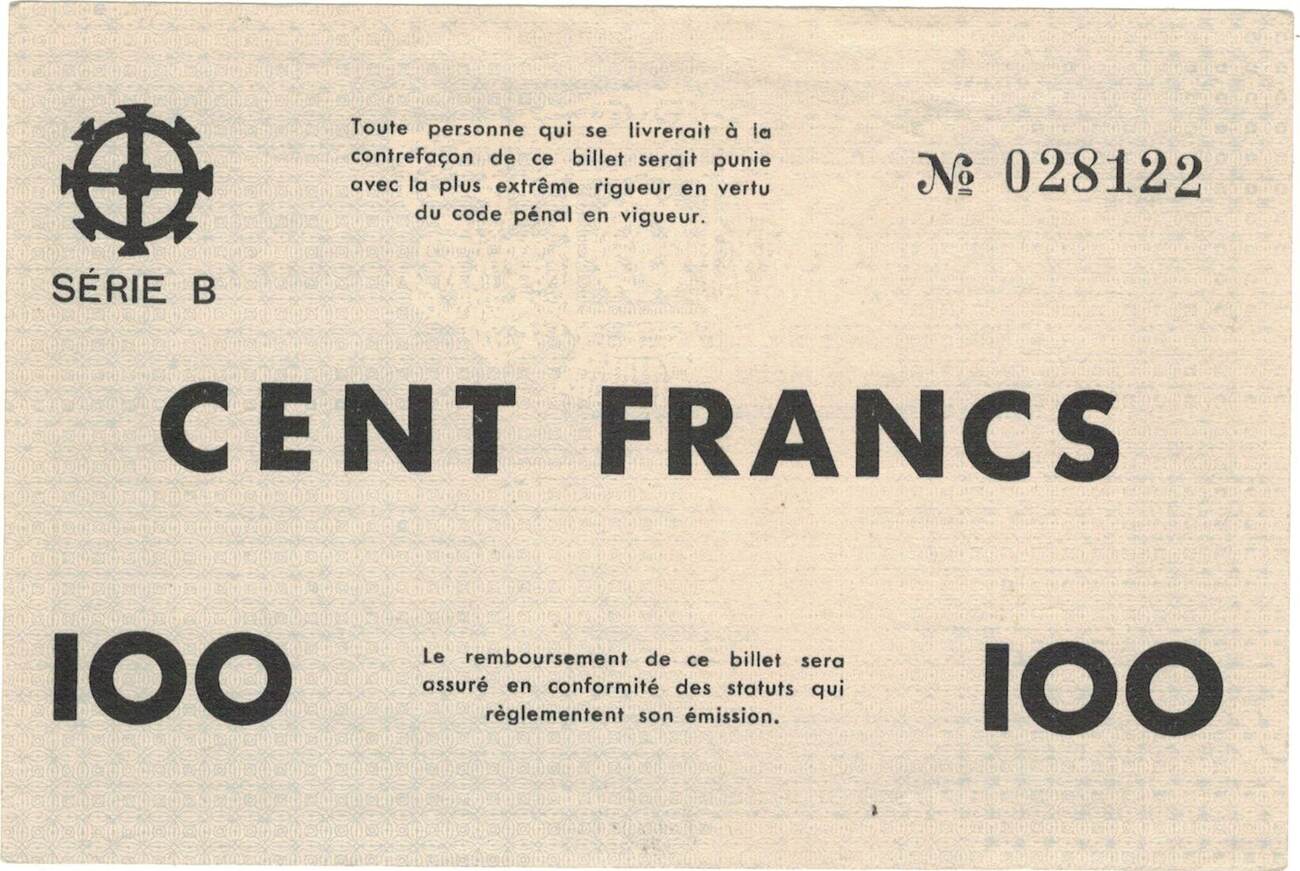 Toute personne qui se livrerait à la
contrefaçon de ce billet serait punie
avec la plus extrême rigueur en vertu
du code pénal en vigueur.
№ 028122
SÉRIE B
CENT FRANCS
100
Le remboursement de ce billet sera
assuré en conformité des statuts qui
règlementent son émission.
100